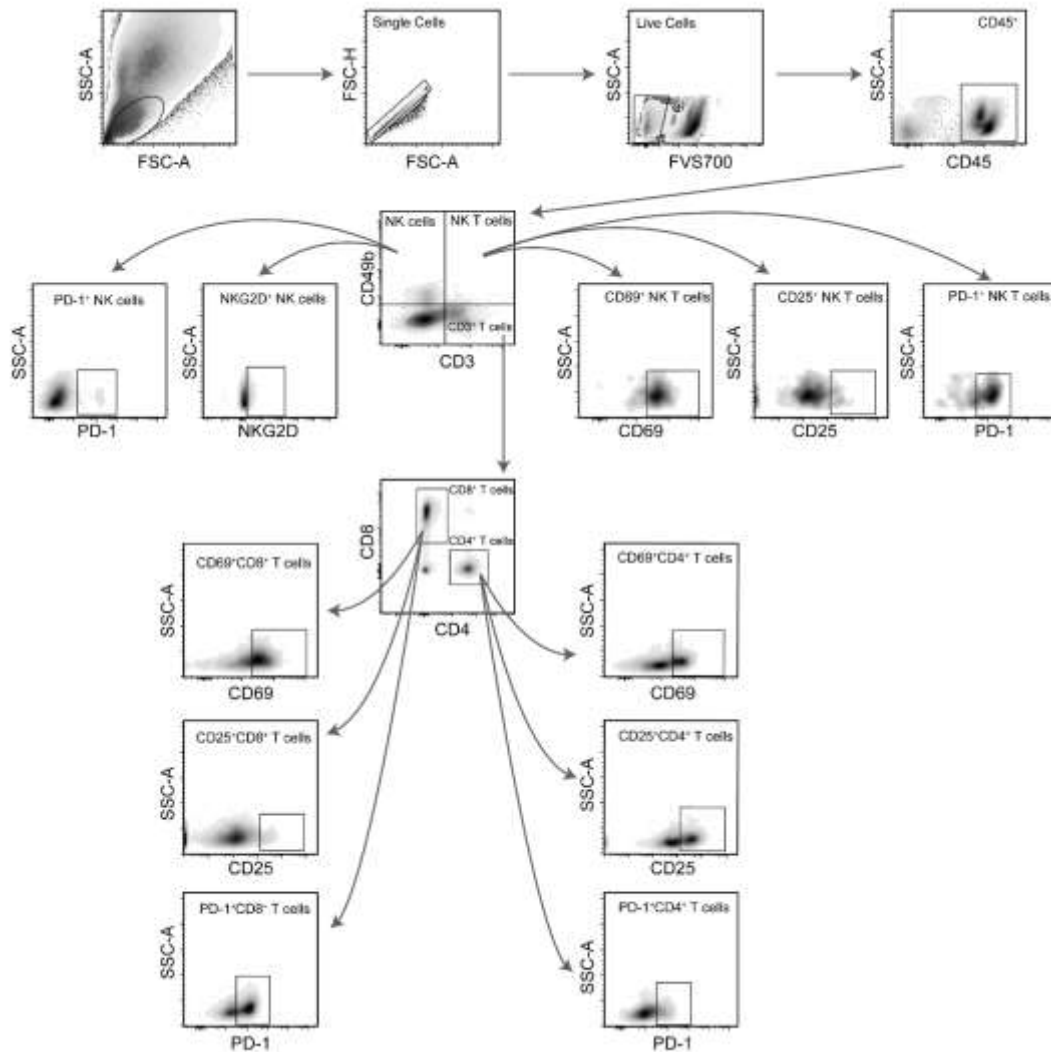 SSC-A
FSC-A
Single Cells
FSC-H
FSC-A
Live Cells
SSC-A
FVS700
CD45⁺
SSC-A
CD45
NK cells
NK T cells
CD49b
CD3⁺ T cells
CD3
PD-1⁺ NK cells
SSC-A
PD-1
NKG2D⁺ NK cells
SSC-A
NKG2D
CD69⁺ NK T cells
SSC-A
CD69
CD25⁺ NK T cells
SSC-A
CD25
PD-1⁺ NK T cells
SSC-A
PD-1
CD8⁺ T cells
CD8
CD4⁺ T cells
CD4
CD69⁺CD8⁺ T cells
SSC-A
CD69
CD69⁺CD4⁺ T cells
SSC-A
CD69
CD25⁺CD8⁺ T cells
SSC-A
CD25
CD25⁺CD4⁺ T cells
SSC-A
CD25
PD-1⁺CD8⁺ T cells
SSC-A
PD-1
PD-1⁺CD4⁺ T cells
SSC-A
PD-1